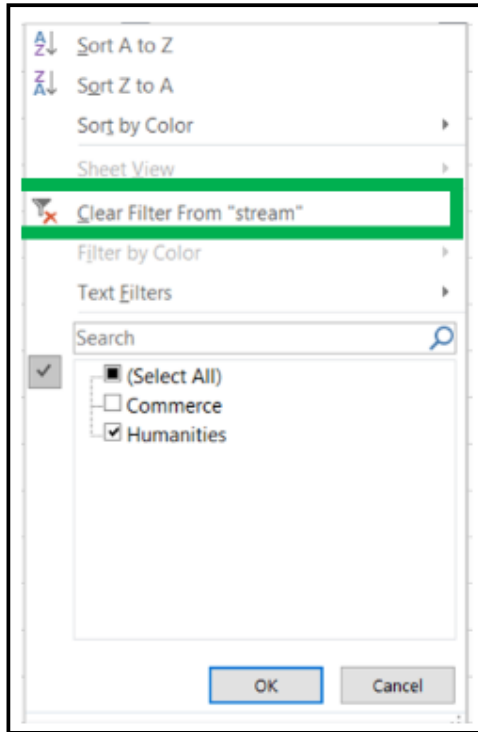 Sort A to Z
Sort Z to A
Sort by Color
Sheet View
Clear Filter From "stream"
Filter by Color
Text Filters
Search
(Select All)
Commerce
Humanities
OK Cancel